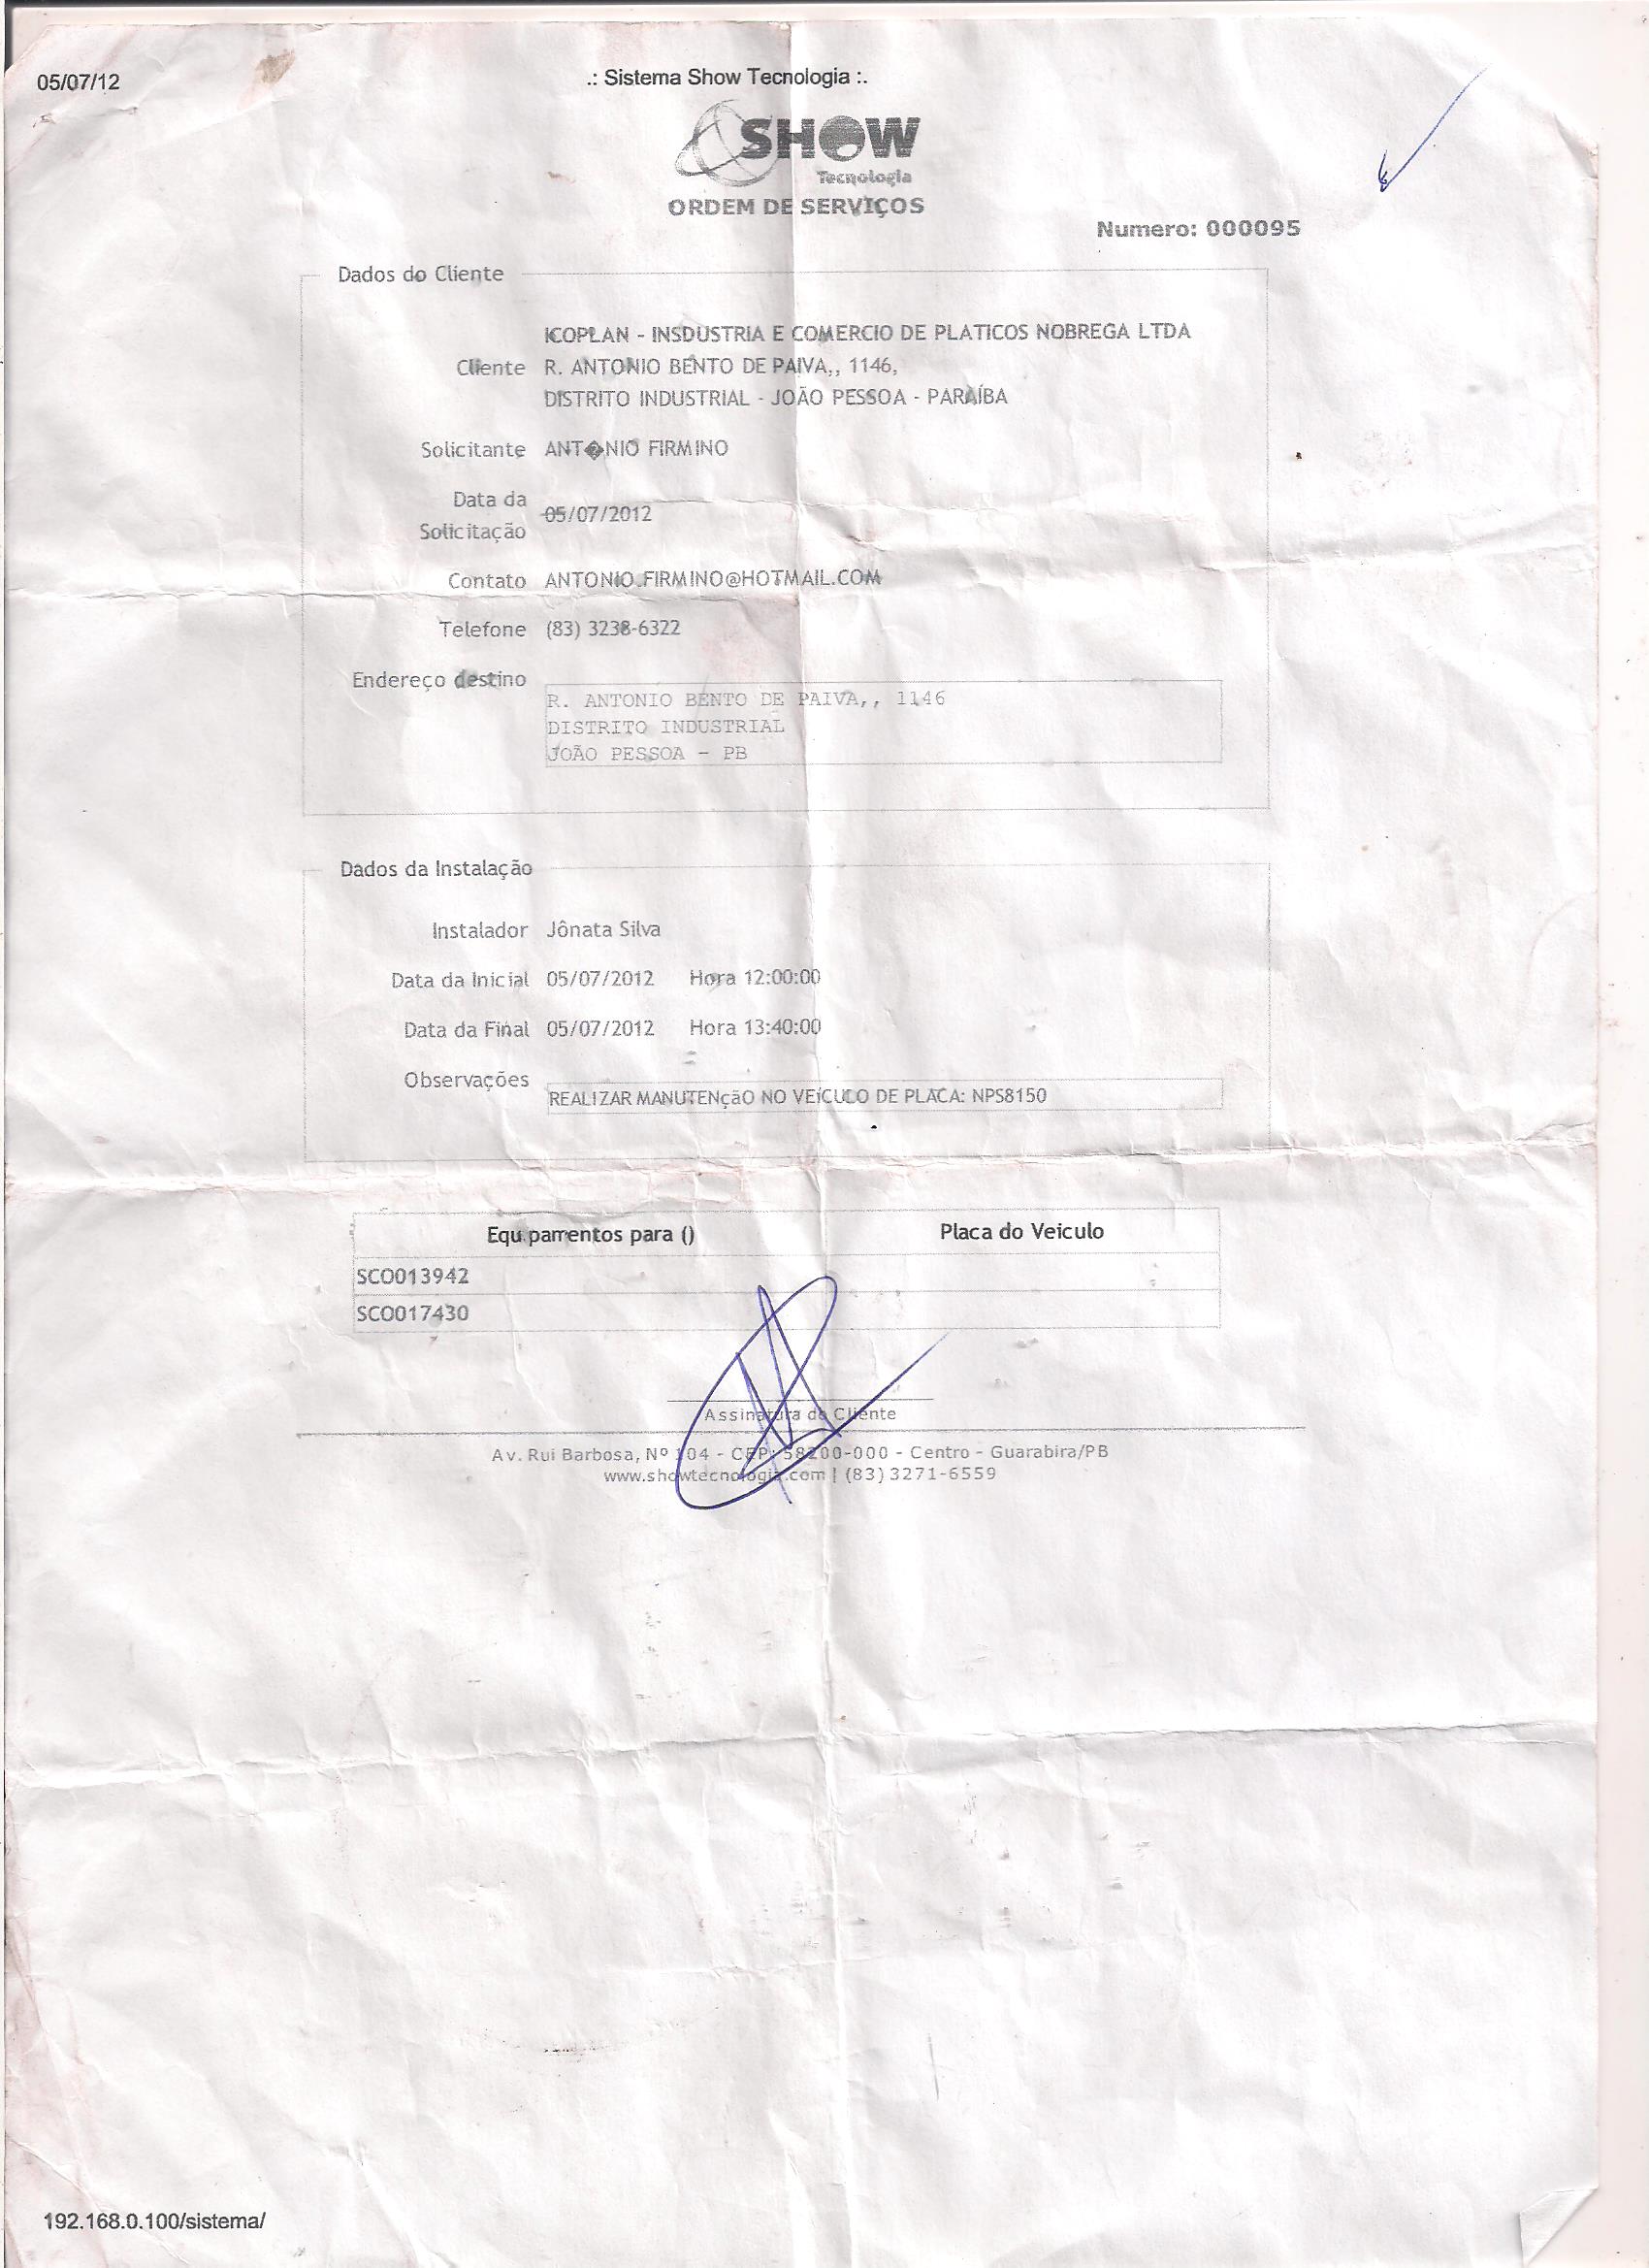 05/07/12
.: Sistema Show Tecnologia :.
SHOW
Tecnologia
ORDEM DE SERVIÇOS
Numero: 000095
Dados do Cliente
ICOPLAN - INSDUSTRIA E COMERCIO DE PLATICOS NOBREGA LTDA
Cliente R. ANTONIO BENTO DE PAIVA,, 1146,
DISTRITO INDUSTRIAL - JOÃO PESSOA - PARAÍBA
Solicitante ANT�NIO FIRMINO
Data da
Solicitação 05/07/2012
Contato ANTONIO.FIRMINO@HOTMAIL.COM
Telefone (83) 3238-6322
Endereço destino
R. ANTONIO BENTO DE PAIVA,, 1146
DISTRITO INDUSTRIAL
JOÃO PESSOA - PB
Dados da Instalação
Instalador Jônata Silva
Data da Inicial 05/07/2012 Hora 12:00:00
Data da Final 05/07/2012 Hora 13:40:00
Observações
REALIZAR MANUTENçãO NO VEíCULO DE PLACA: NPS8150
Equipamentos para () Placa do Veiculo
SCO013942
SCO017430
Assinatura do Cliente
Av. Rui Barbosa, Nº 104 - CEP: 58200-000 - Centro - Guarabira/PB
www.showtecnologia.com | (83) 3271-6559
192.168.0.100/sistema/